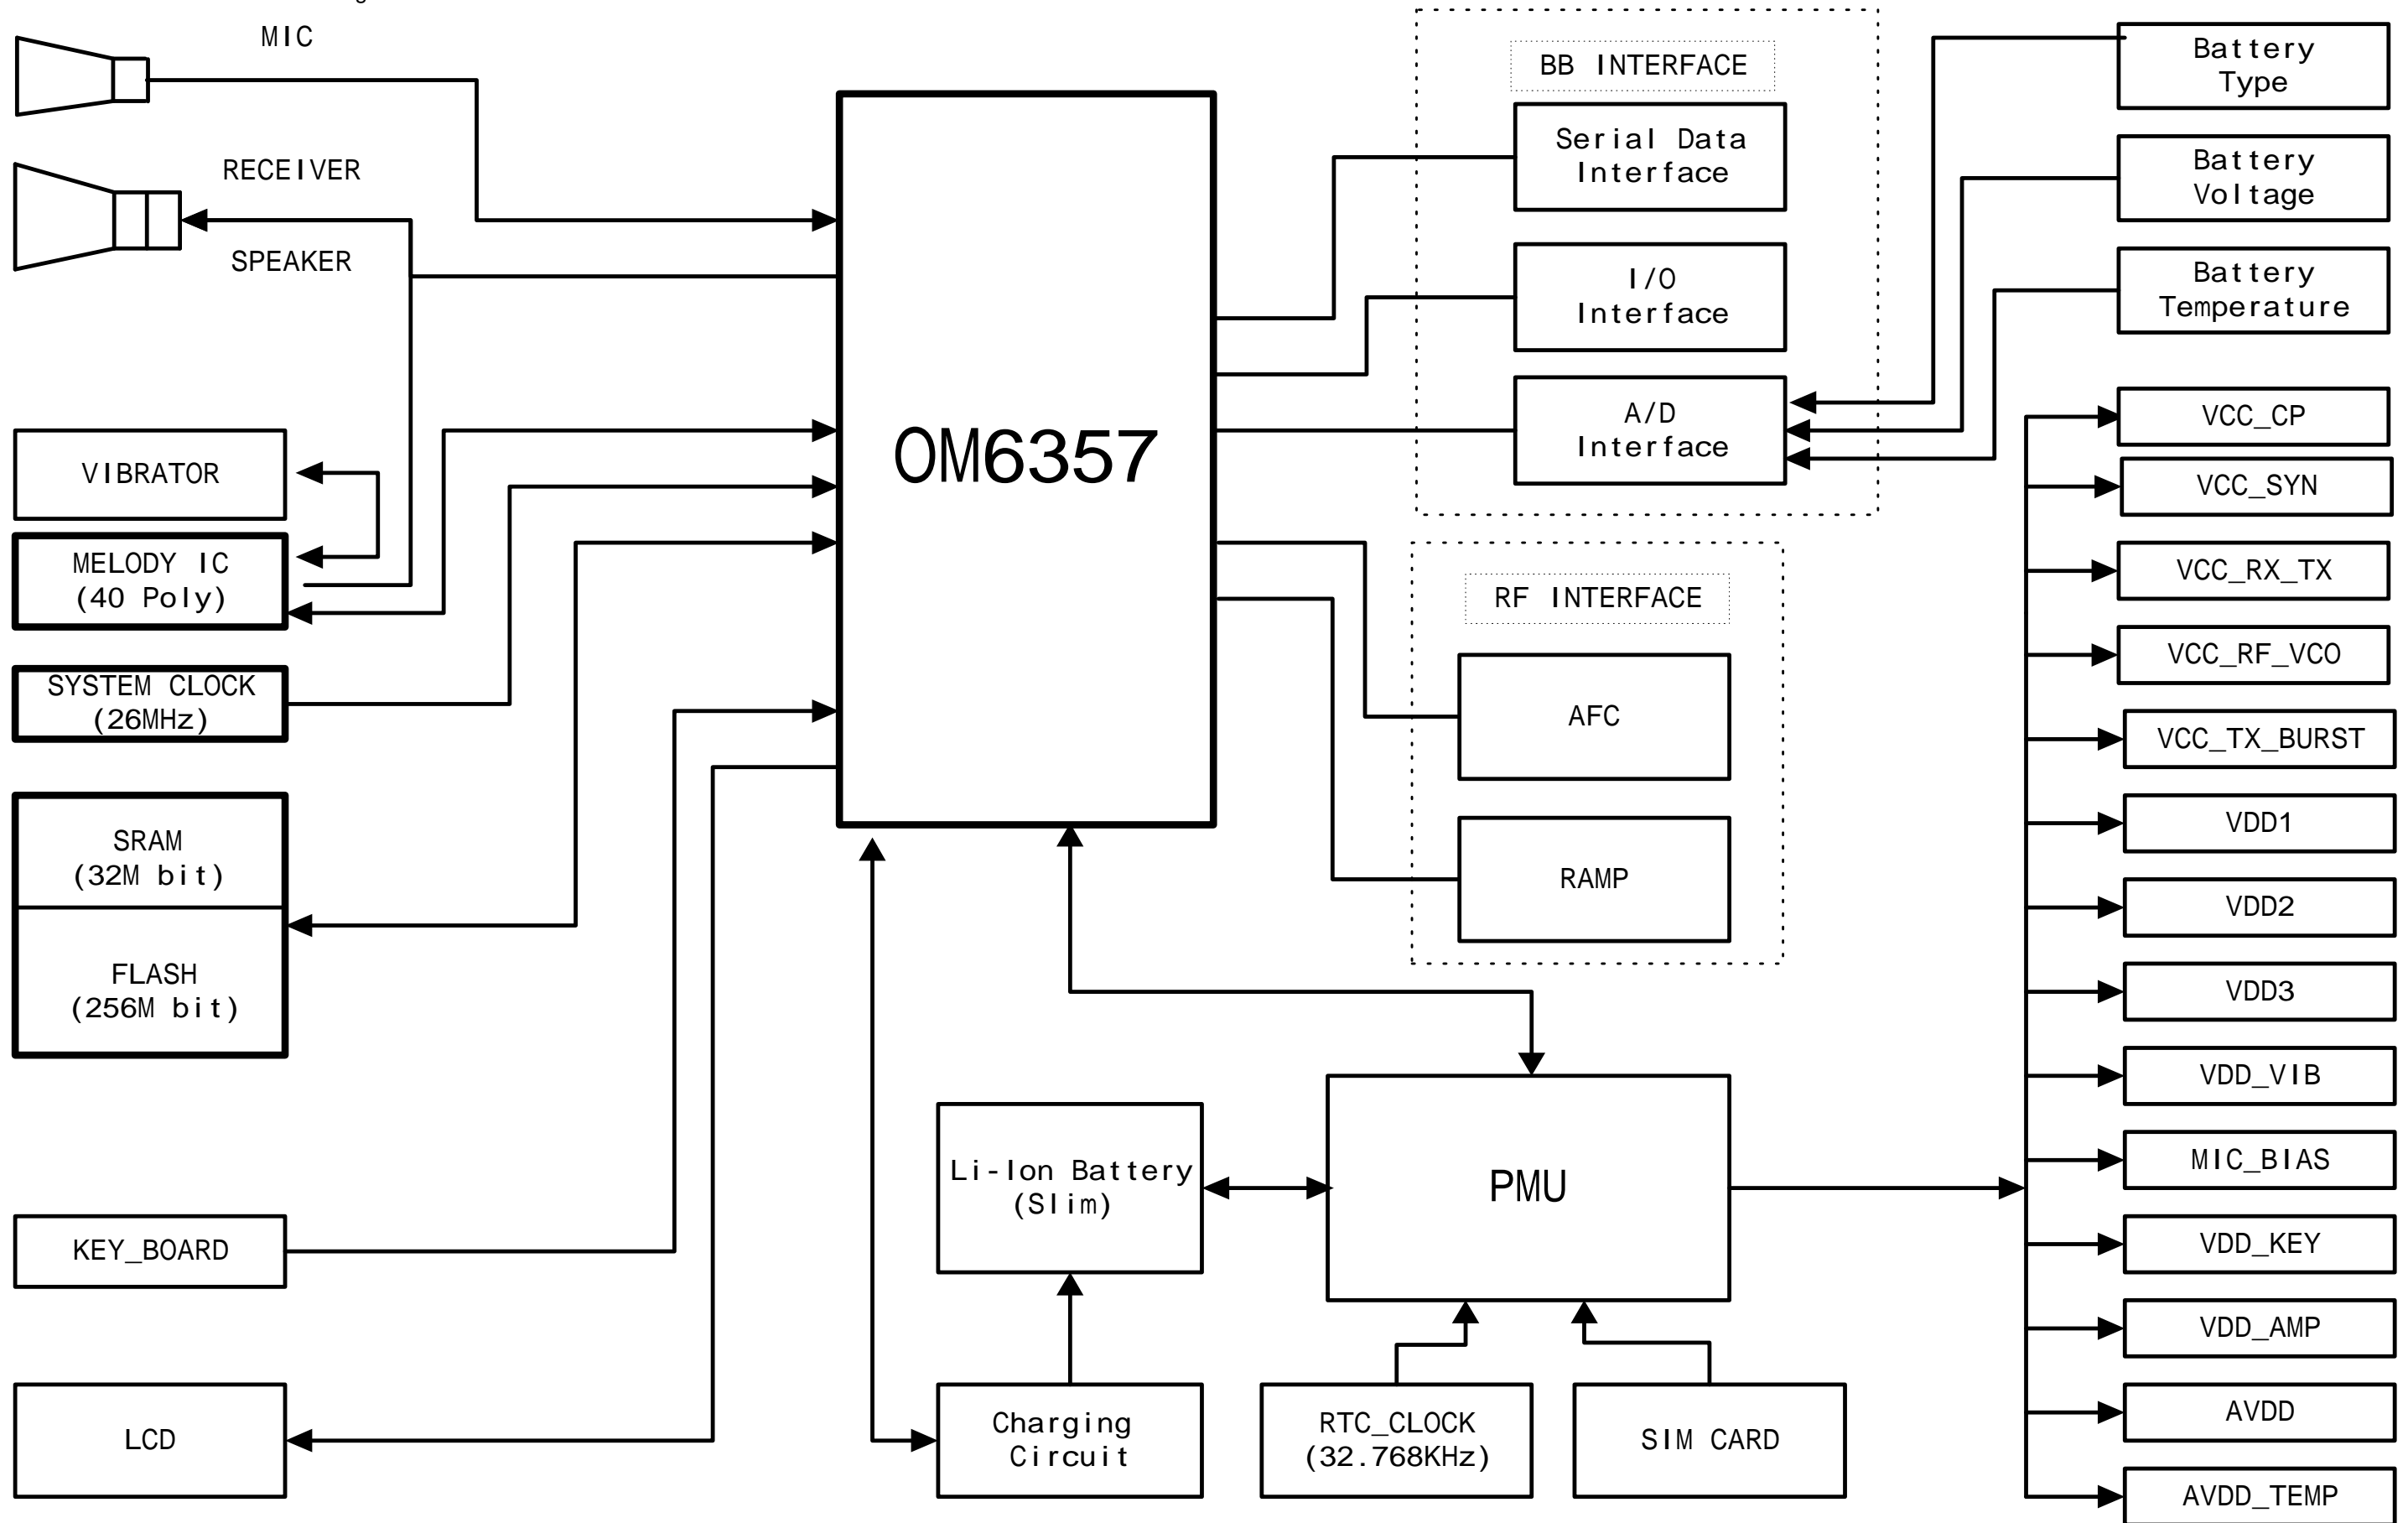 MIC
RECEIVER
SPEAKER
VIBRATOR
MELODY IC
(40 Poly)
SYSTEM CLOCK
(26MHz)
SRAM
(32M bit)
FLASH
(256M bit)
KEY_BOARD
LCD
OM6357
BB INTERFACE
Serial Data
Interface
I/O
Interface
A/D
Interface
RF INTERFACE
AFC
RAMP
Li-Ion Battery
(Slim)
PMU
Charging
Circuit
RTC_CLOCK
(32.768KHz)
SIM CARD
Battery
Type
Battery
Voltage
Battery
Temperature
VCC_CP
VCC_SYN
VCC_RX_TX
VCC_RF_VCO
VCC_TX_BURST
VDD1
VDD2
VDD3
VDD_VIB
MIC_BIAS
VDD_KEY
VDD_AMP
AVDD
AVDD_TEMP